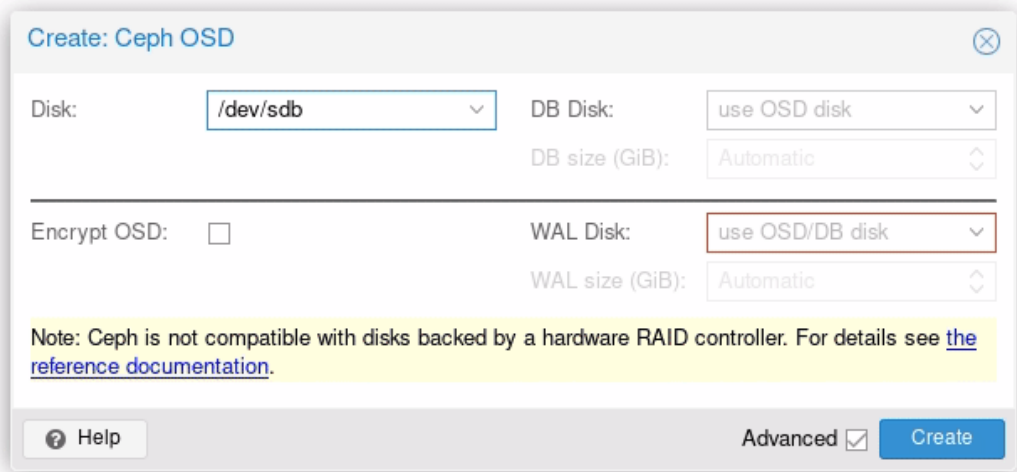 Create: Ceph OSD
Disk: /dev/sdb DB Disk: use OSD disk
DB size (GiB): Automatic
Encrypt OSD: WAL Disk: use OSD/DB disk
WAL size (GiB): Automatic
Note: Ceph is not compatible with disks backed by a hardware RAID controller. For details see the
reference documentation.
Help Advanced Create